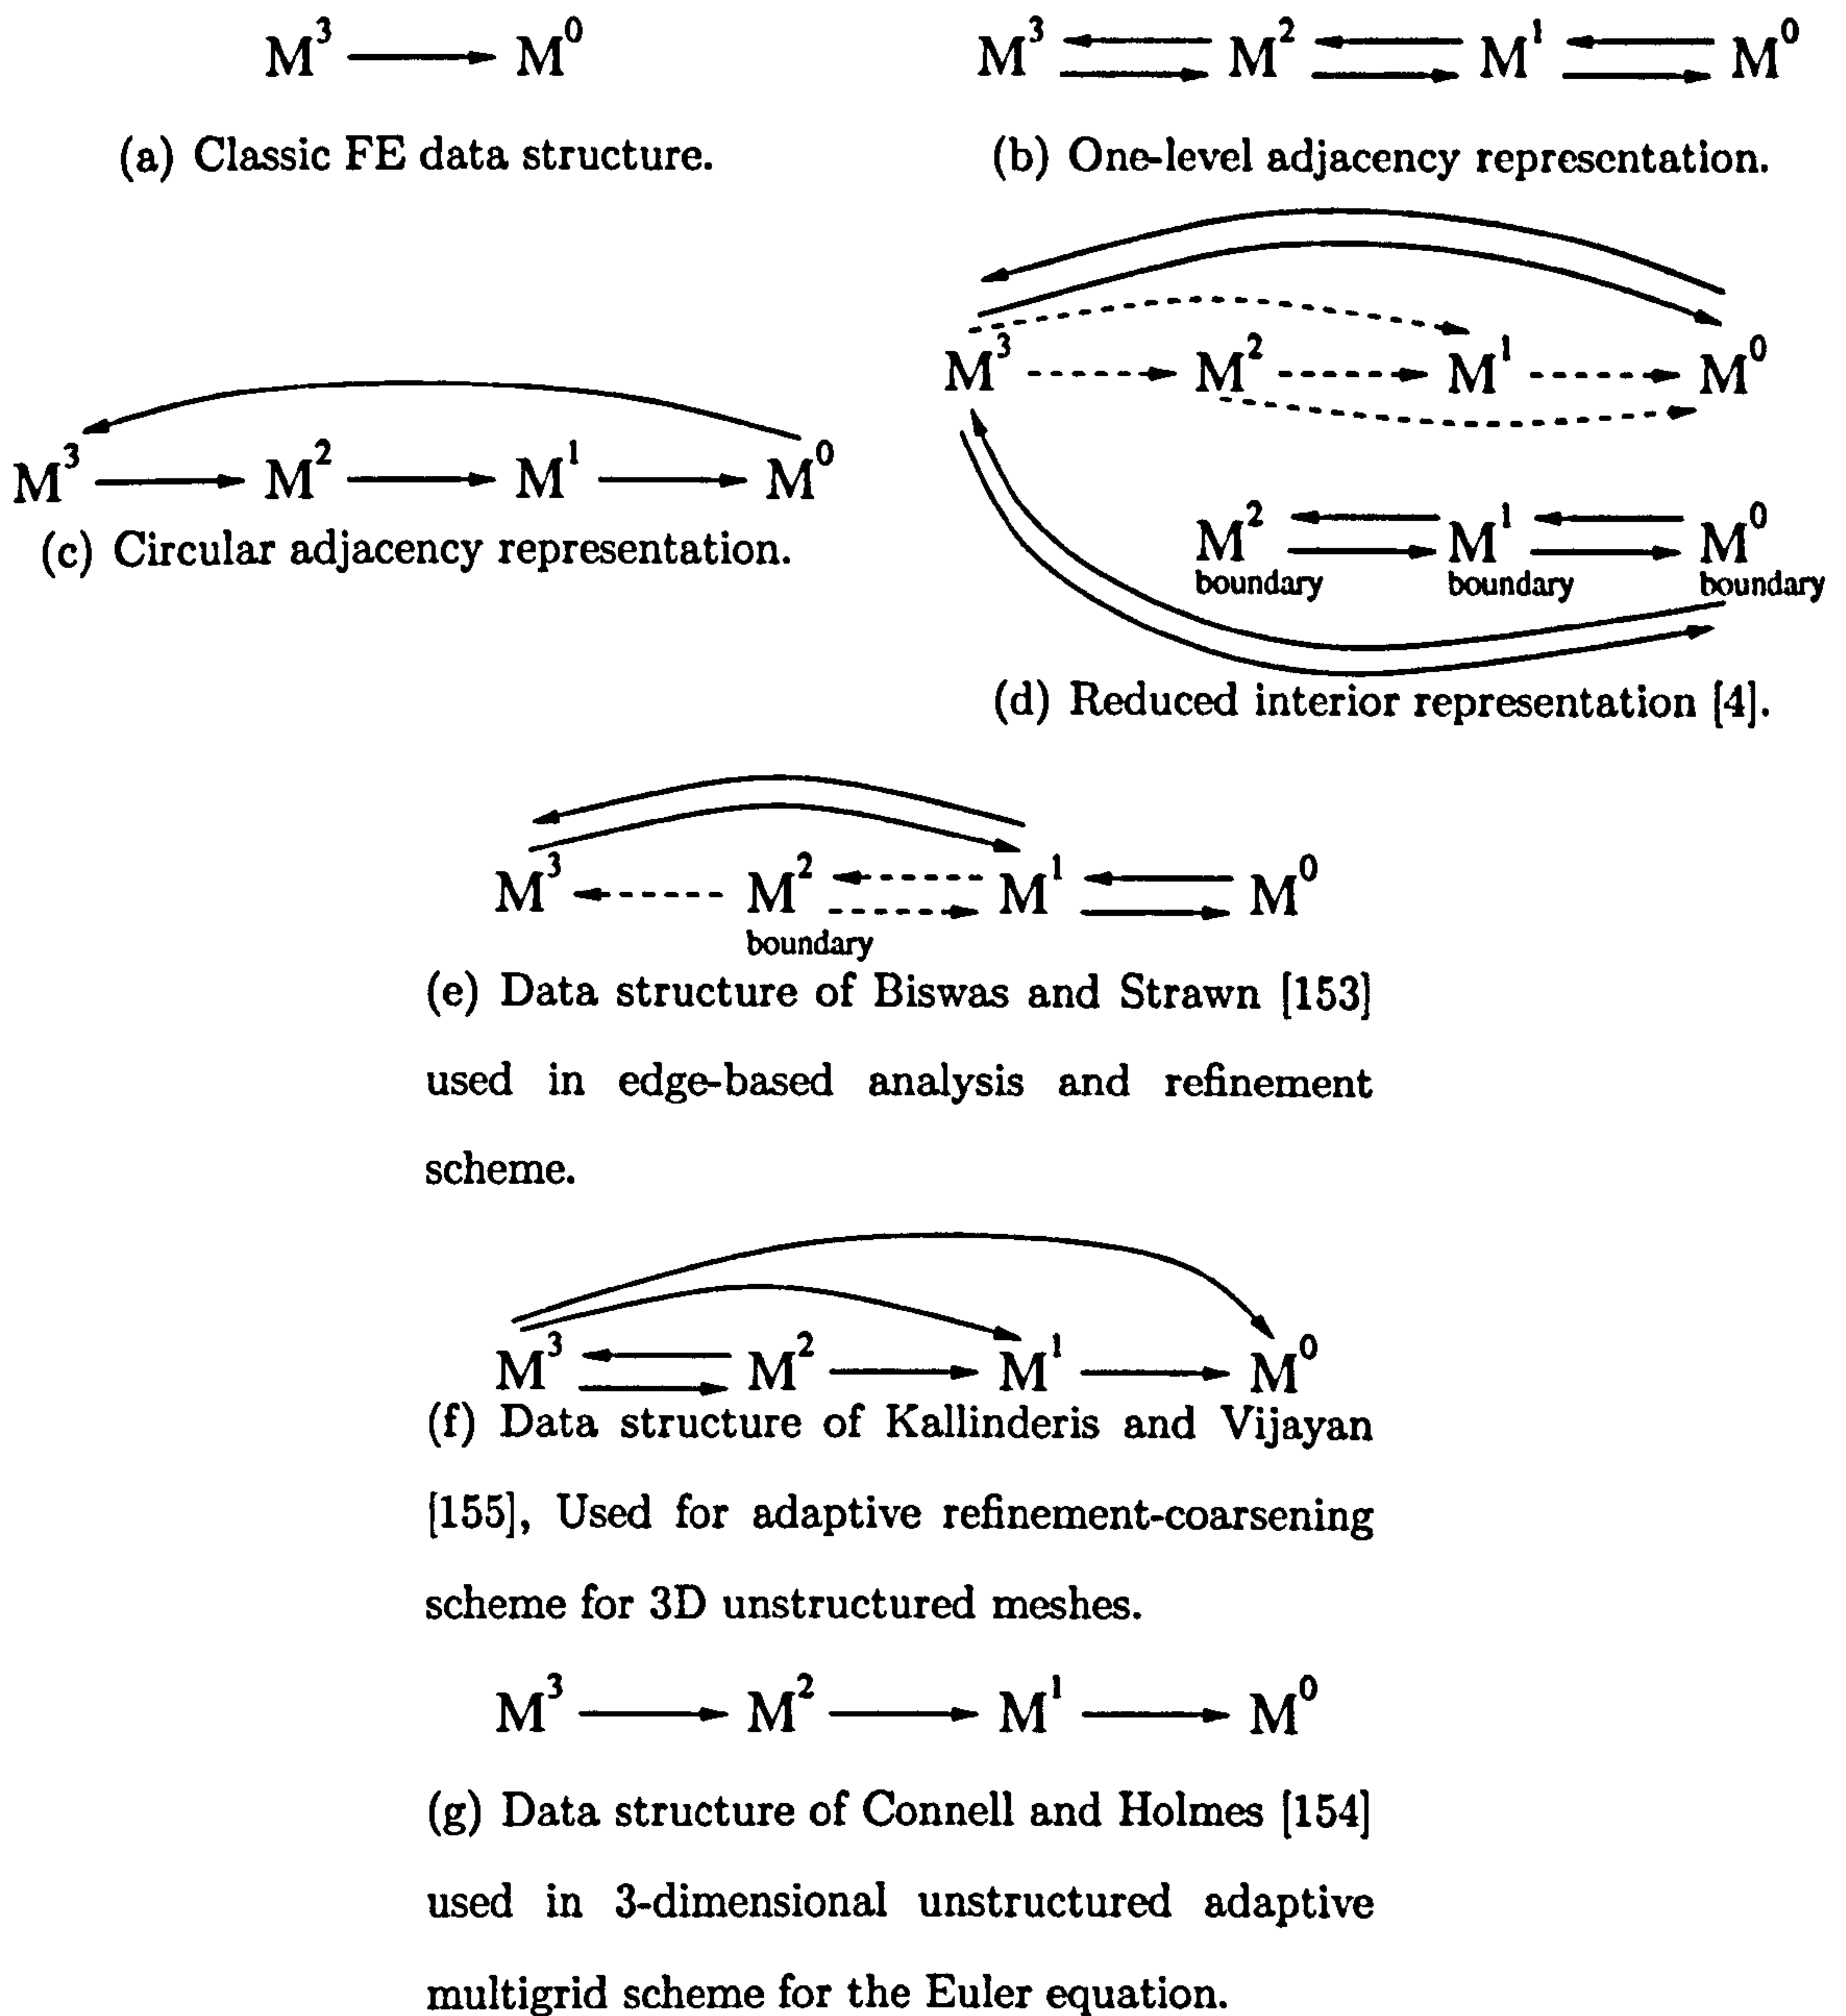 M³ M⁰
(a) Classic FE data structure.
M³ M² M¹ M⁰
(b) One-level adjacency representation.
M³ M² M¹ M⁰
(c) Circular adjacency representation.
M³ M² M¹ M⁰
M² M¹ M⁰
boundary boundary boundary
(d) Reduced interior representation [4].
M³ M² M¹ M⁰
boundary
(e) Data structure of Biswas and Strawn [153]
used in edge-based analysis and refinement
scheme.
M³ M² M¹ M⁰
(f) Data structure of Kallinderis and Vijayan
[155], Used for adaptive refinement-coarsening
scheme for 3D unstructured meshes.
M³ M² M¹ M⁰
(g) Data structure of Connell and Holmes [154]
used in 3-dimensional unstructured adaptive
multigrid scheme for the Euler equation.